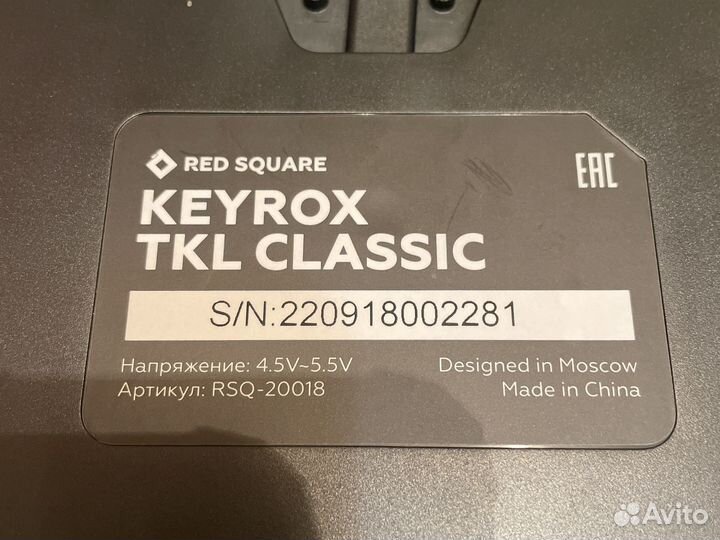 RED SQUARE
EAC
KEYROX
TKL CLASSIC
S/N:220918002281
Напряжение: 4.5V~5.5V
Артикул: RSQ-20018
Designed in Moscow
Made in China
Avito